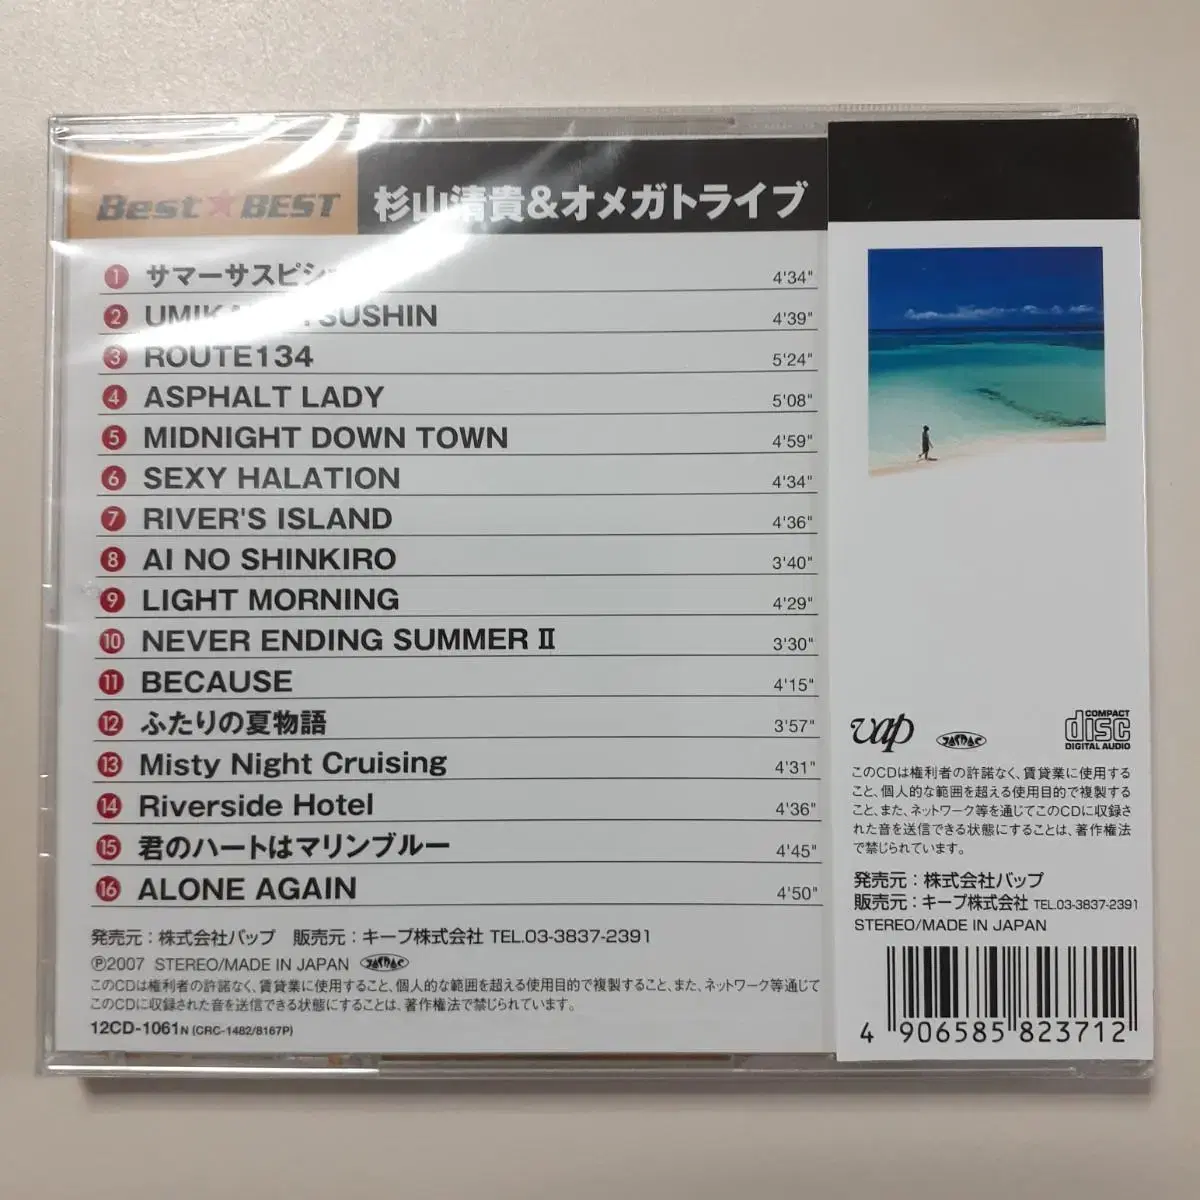 Best★BEST
杉山清貴&オメガトライブ
1 サマーサスピシ 4'34"
2 4'39"
3 ROUTE134 5'24"
4 ASPHALT LADY 5'08"
5 MIDNIGHT DOWN TOWN 4'59"
6 SEXY HALATION 4'34"
7 RIVER'S ISLAND 4'36"
8 AI NO SHINKIRO 3'40"
9 LIGHT MORNING 4'29"
10 NEVER ENDING SUMMER II 3'30"
11 BECAUSE 4'15"
12 ふたりの夏物語 3'57"
13 Misty Night Cruising 4'31"
14 Riverside Hotel 4'36"
15 君のハートはマリンブルー 4'45"
16 ALONE AGAIN 4'50"
発売元：株式会社バップ 販売元：キープ株式会社 TEL.03-3837-2391
Ⓟ2007 STEREO/MADE IN JAPAN JASRAC
このCDは権利者の許諾なく、賃貸業に使用すること、個人的な範囲を超える使用目的で複製すること、また、ネットワーク等を通じて
このCDに収録された音を送信できる状態にすることは、著作権法で禁じられています。
12CD-1061N (CRC-1482/8167P)
vap JASRAC COMPACT disc DIGITAL AUDIO
このCDは権利者の許諾なく、賃貸業に使用する
こと、個人的な範囲を超える使用目的で複製する
こと、また、ネットワーク等を通じてこのCDに収録さ
れた音を送信できる状態にすることは、著作権法
で禁じられています。
発売元：株式会社バップ
販売元：キープ株式会社 TEL.03-3837-2391
STEREO/MADE IN JAPAN
4 906585 823712